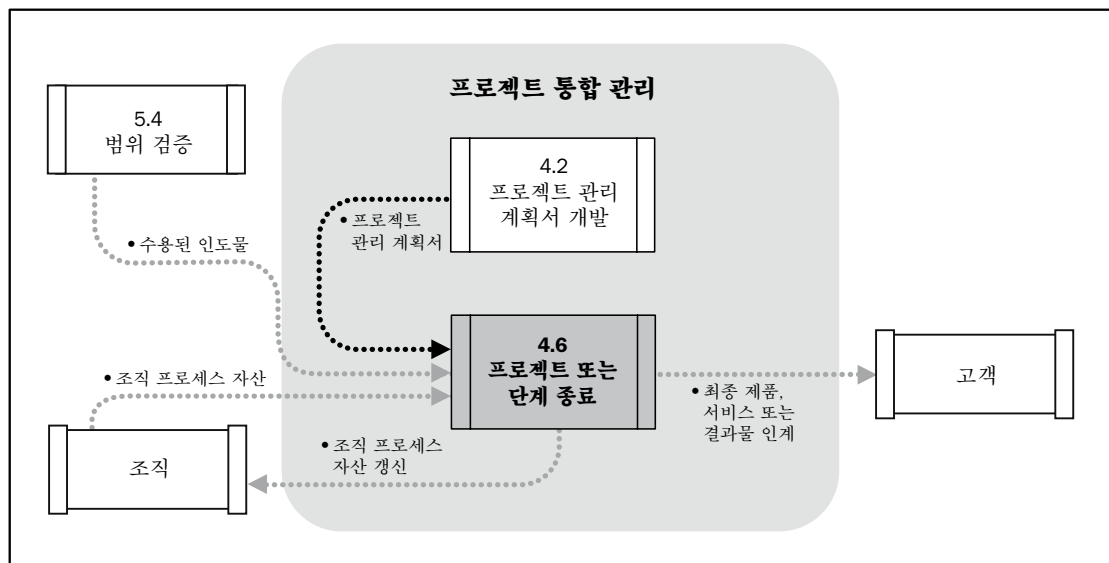 프로젝트 통합 관리
5.4
범위 검증
4.2
프로젝트 관리
계획서 개발
• 프로젝트
관리 계획서
• 수용된 인도물
4.6
프로젝트 또는
단계 종료
고객
• 조직 프로세스 자산
• 최종 제품,
서비스 또는
결과물 인계
조직
• 조직 프로세스
자산 갱신